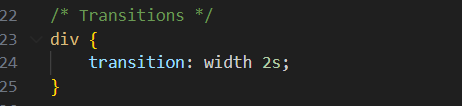 22 /* Transitions */
23 div {
24 transition: width 2s;
25 }